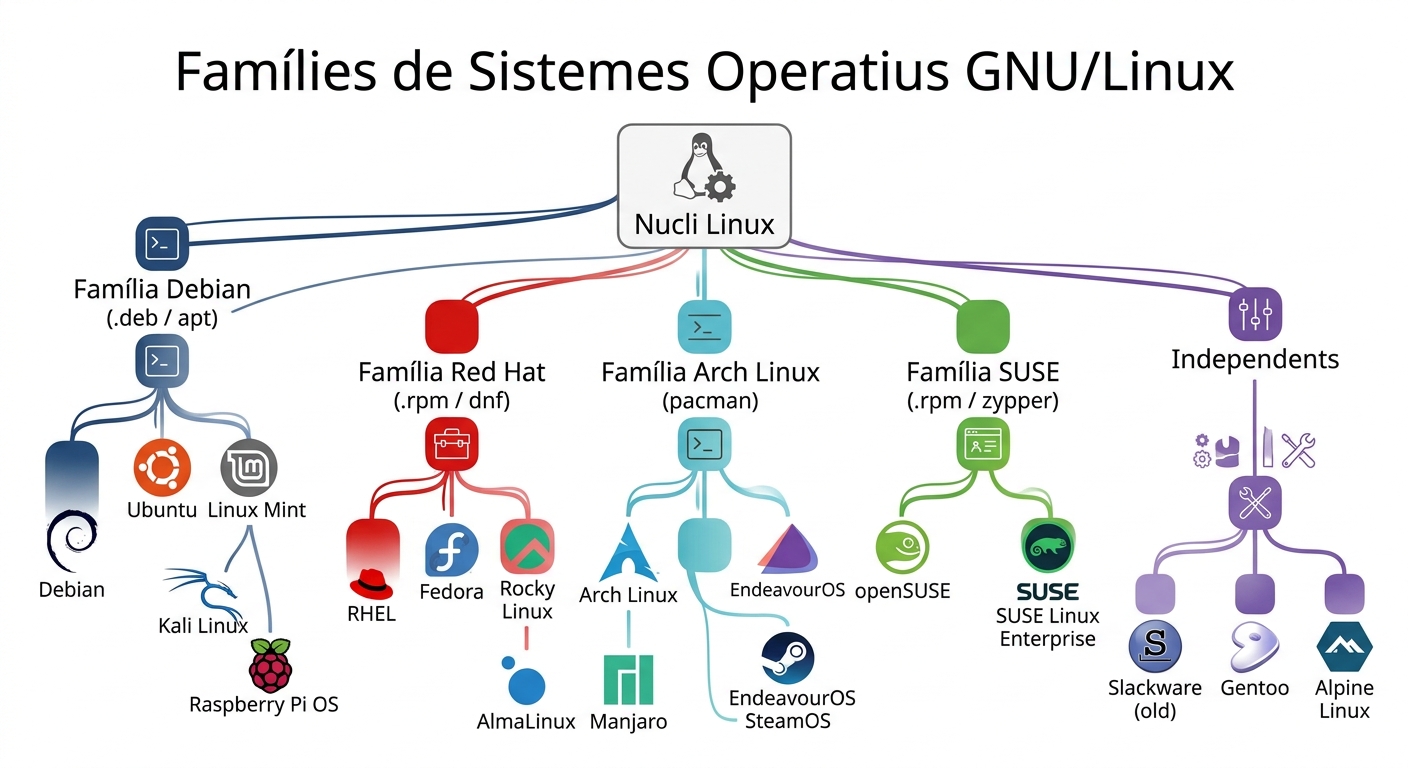 Famílies de Sistemes Operatius GNU/Linux
Nucli Linux
Família Debian
(.deb / apt)
Debian
Ubuntu
Linux Mint
Kali Linux
Raspberry Pi OS
Família Red Hat
(.rpm / dnf)
RHEL
Fedora
Rocky
Linux
AlmaLinux
Família Arch Linux
(pacman)
Arch Linux
Manjaro
EndeavourOS
EndeavourOS
SteamOS
Família SUSE
(.rpm / zypper)
openSUSE
SUSE
SUSE Linux
Enterprise
Independents
S
Slackware
(old)
Gentoo
Alpine
Linux